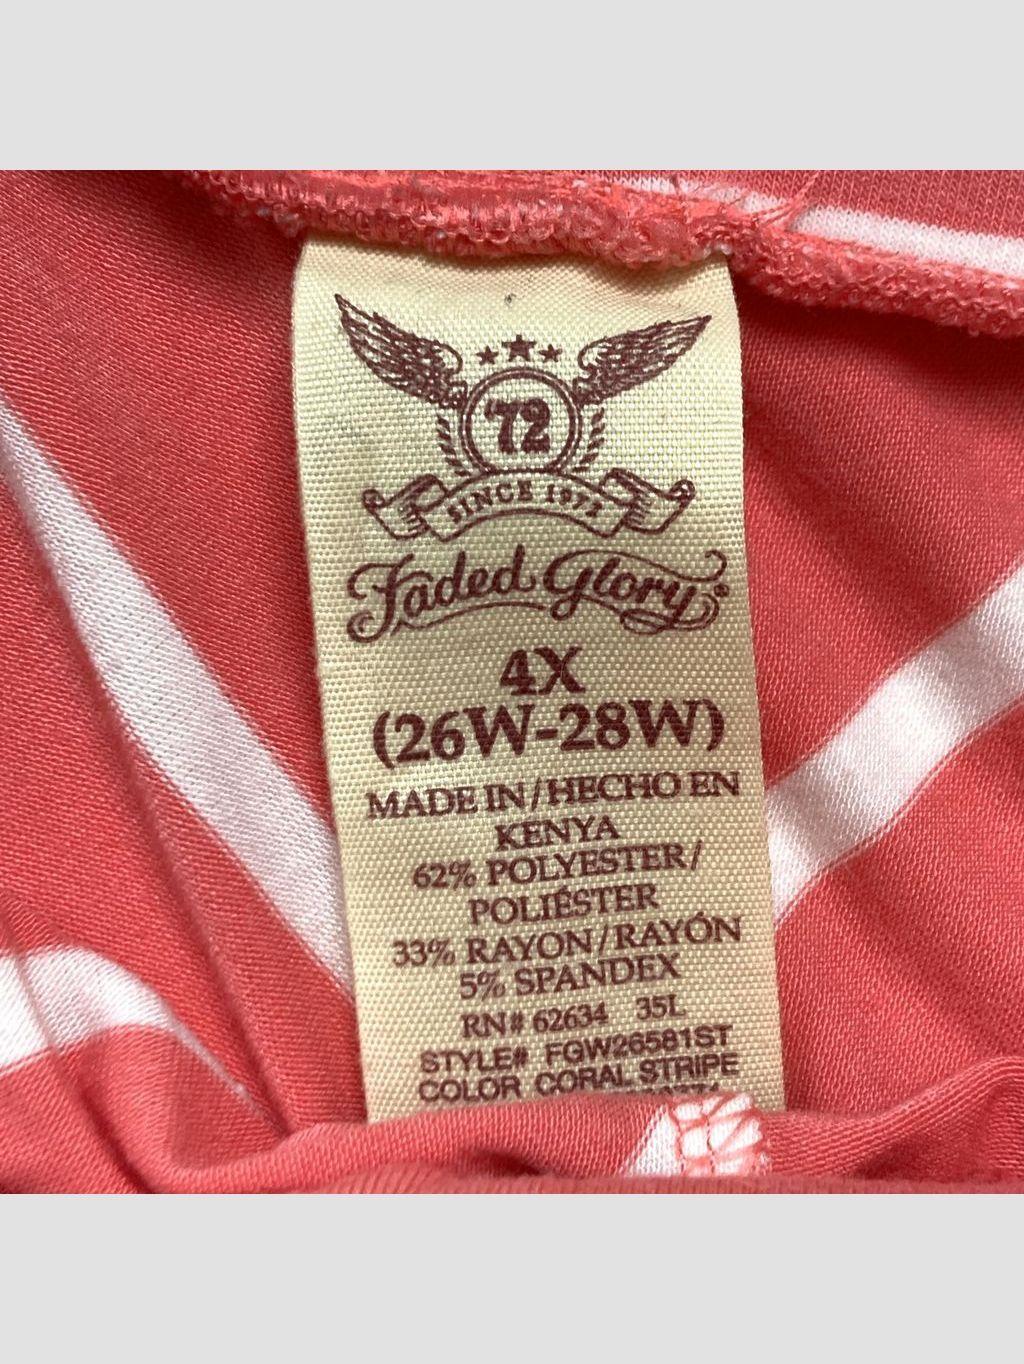 '72
SINCE 1972
Faded Glory®
4X
(26W-28W)
MADE IN/HECHO EN
KENYA
62% POLYESTER/
POLIÉSTER
33% RAYON/RAYÓN
5% SPANDEX
RN# 62634 35L
STYLE# FGW26581ST
COLOR CORAL STRIPE